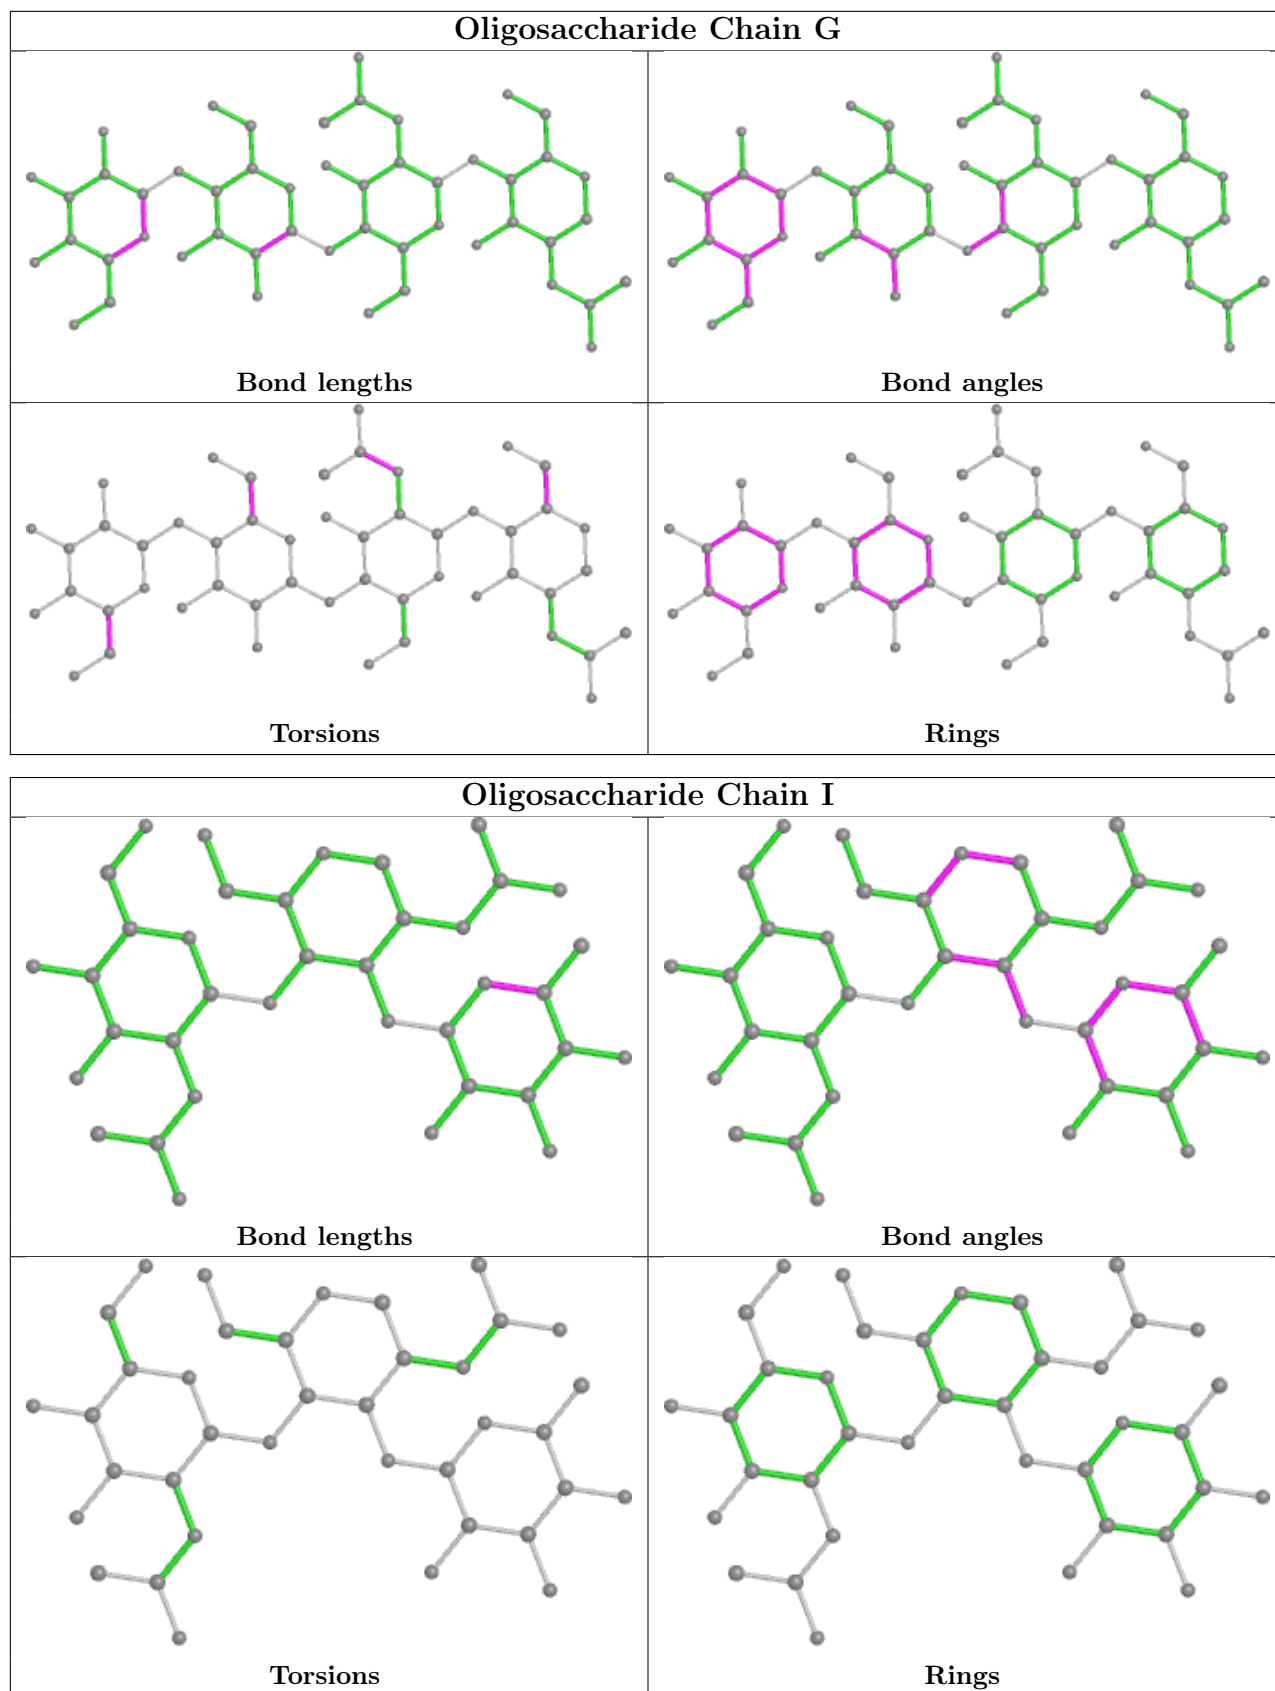 Oligosaccharide Chain G
Bond lengths
Bond angles
Torsions
Rings
Oligosaccharide Chain I
Bond lengths
Bond angles
Torsions
Rings